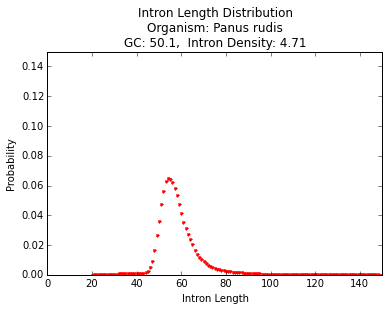 Intron Length Distribution
Organism: Panus rudis
GC: 50.1,  Intron Density: 4.71
0.14
0.12
0.10
0.08
0.06
0.04
0.02
0.00
Probability
0 20 40 60 80 100 120 140
Intron Length